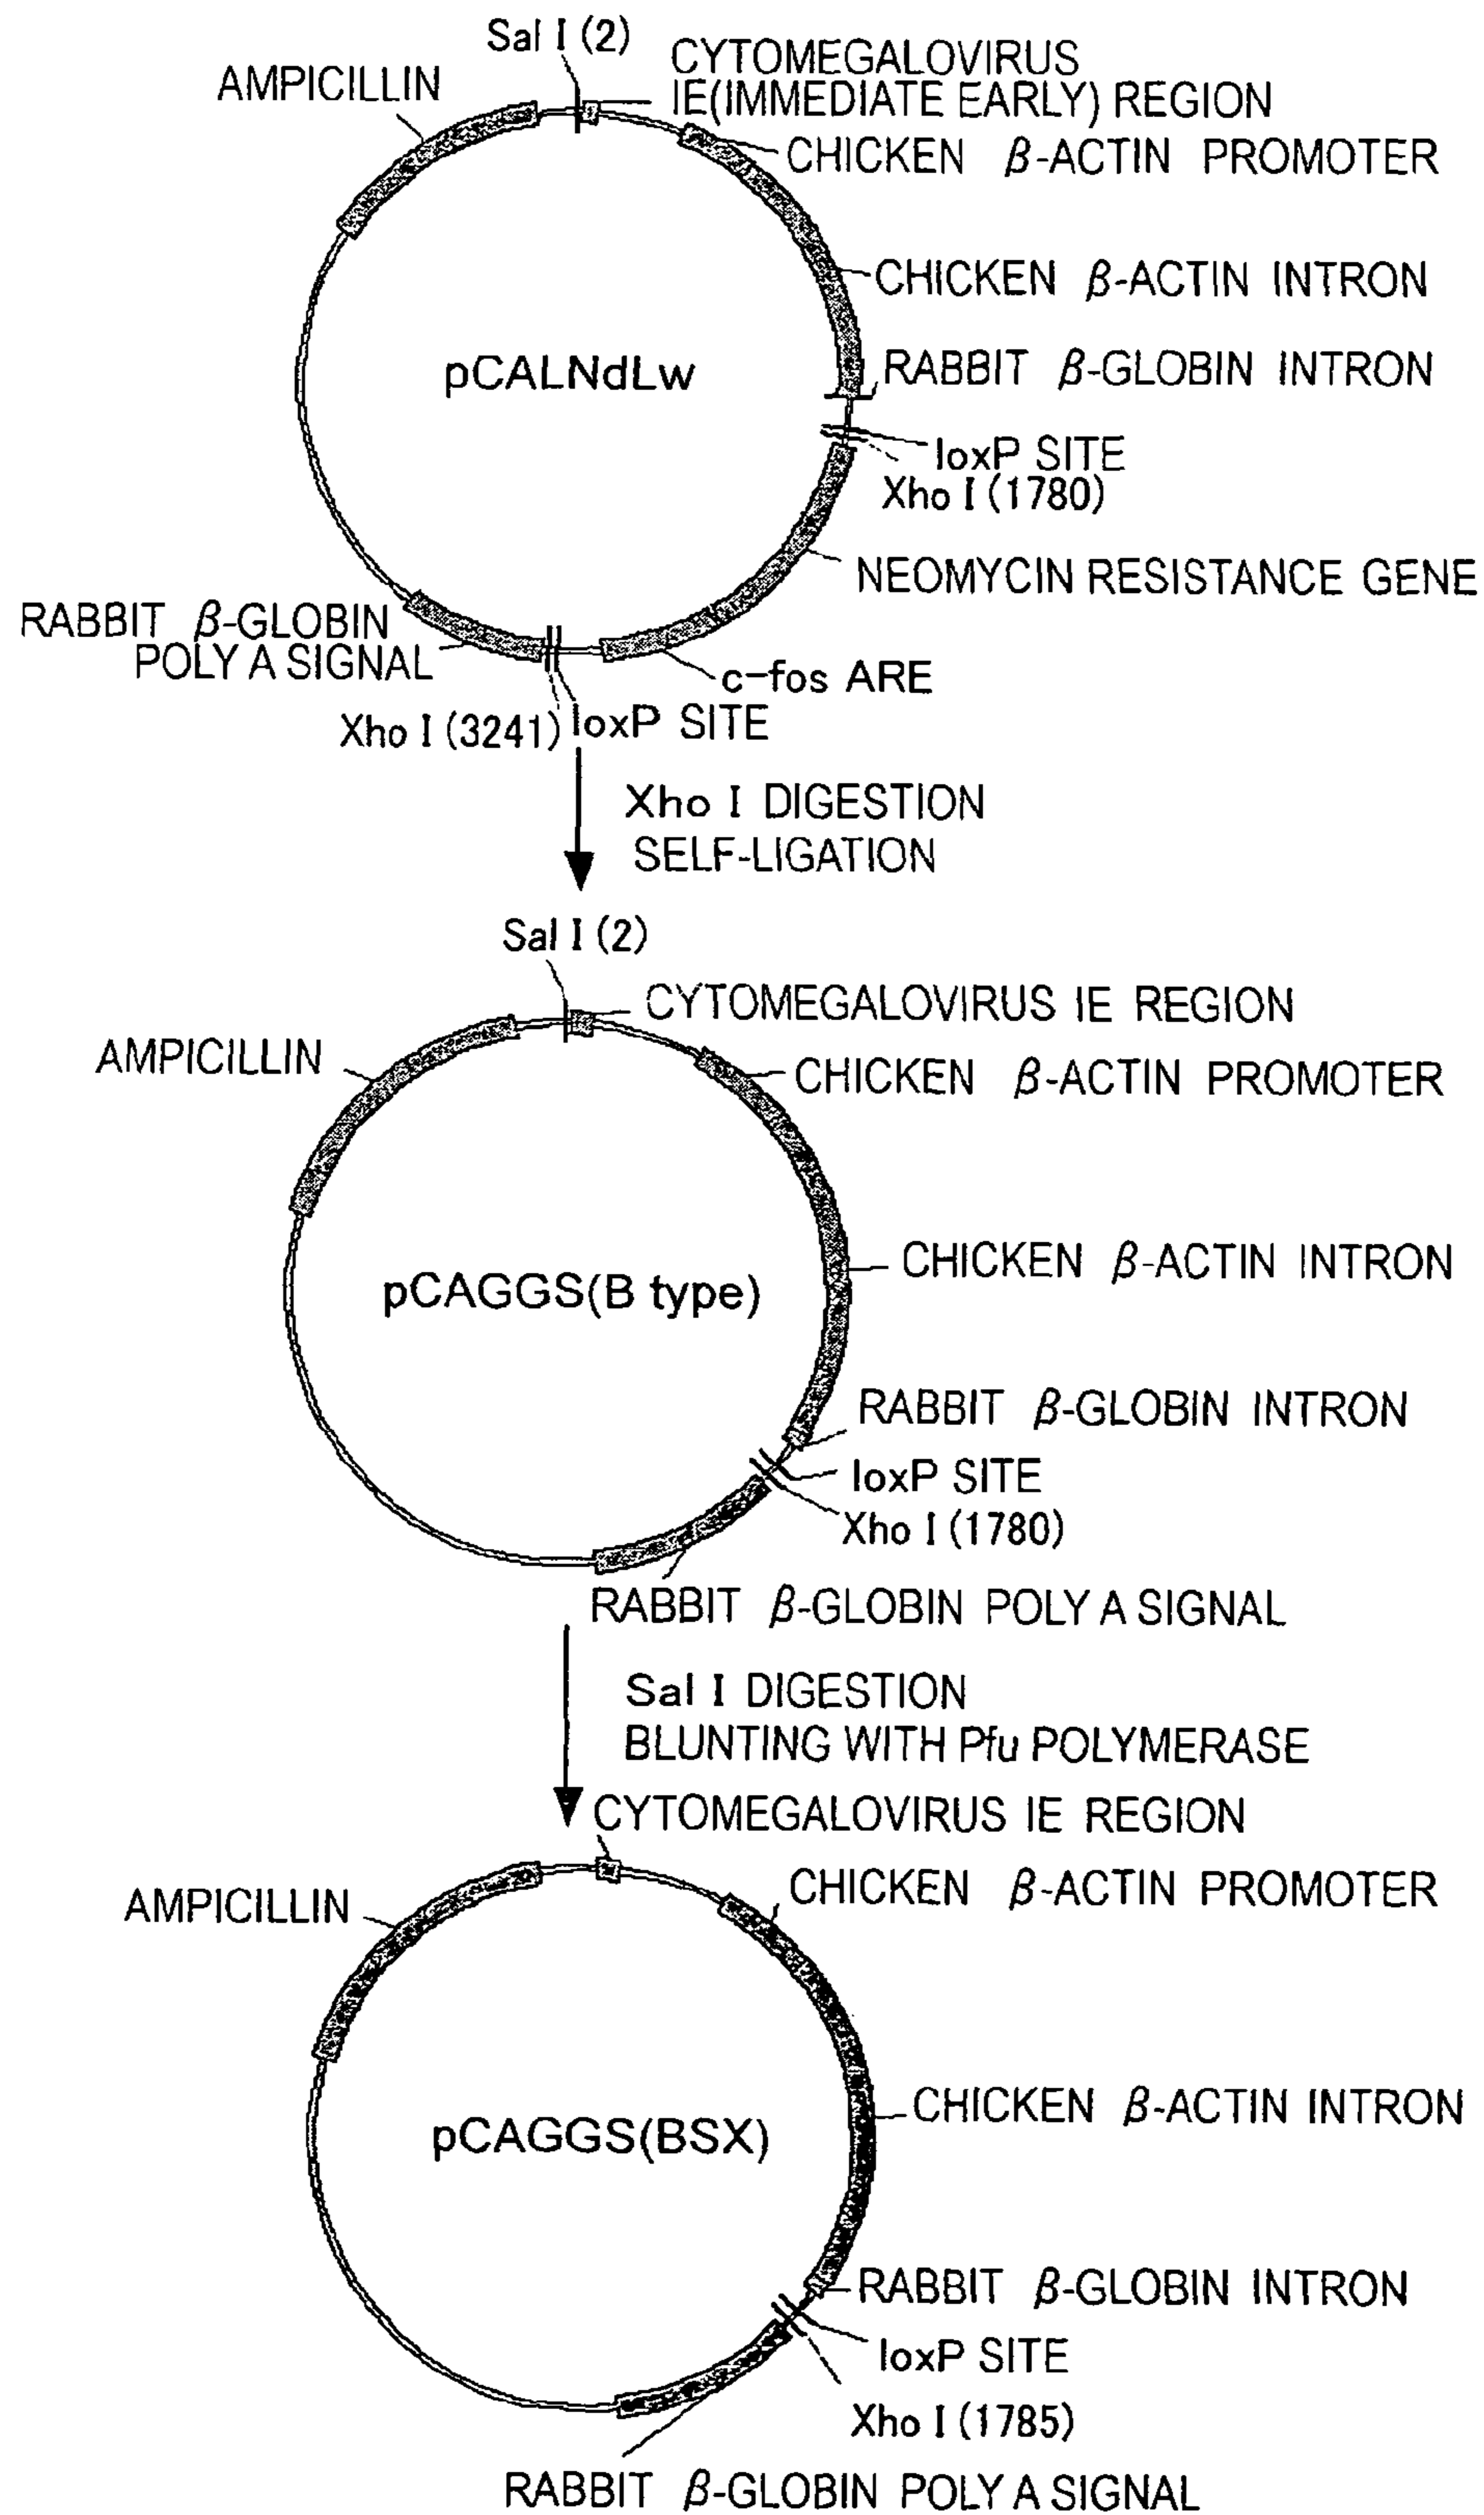 Sal I (2)
CYTOMEGALOVIRUS
IE(IMMEDIATE EARLY) REGION
AMPICILLIN
CHICKEN β-ACTIN PROMOTER
CHICKEN β-ACTIN INTRON
pCALNdLw
RABBIT β-GLOBIN INTRON
loxP SITE
Xho I (1780)
NEOMYCIN RESISTANCE GENE
RABBIT β-GLOBIN
POLY A SIGNAL
c-fos ARE
Xho I (3241)
loxP SITE
Xho I DIGESTION
SELF-LIGATION
Sal I (2)
CYTOMEGALOVIRUS IE REGION
AMPICILLIN
CHICKEN β-ACTIN PROMOTER
CHICKEN β-ACTIN INTRON
pCAGGS(B type)
RABBIT β-GLOBIN INTRON
loxP SITE
Xho I (1780)
RABBIT β-GLOBIN POLY A SIGNAL
Sal I DIGESTION
BLUNTING WITH Pfu POLYMERASE
CYTOMEGALOVIRUS IE REGION
CHICKEN β-ACTIN PROMOTER
AMPICILLIN
CHICKEN β-ACTIN INTRON
pCAGGS(BSX)
RABBIT β-GLOBIN INTRON
loxP SITE
Xho I (1785)
RABBIT β-GLOBIN POLY A SIGNAL